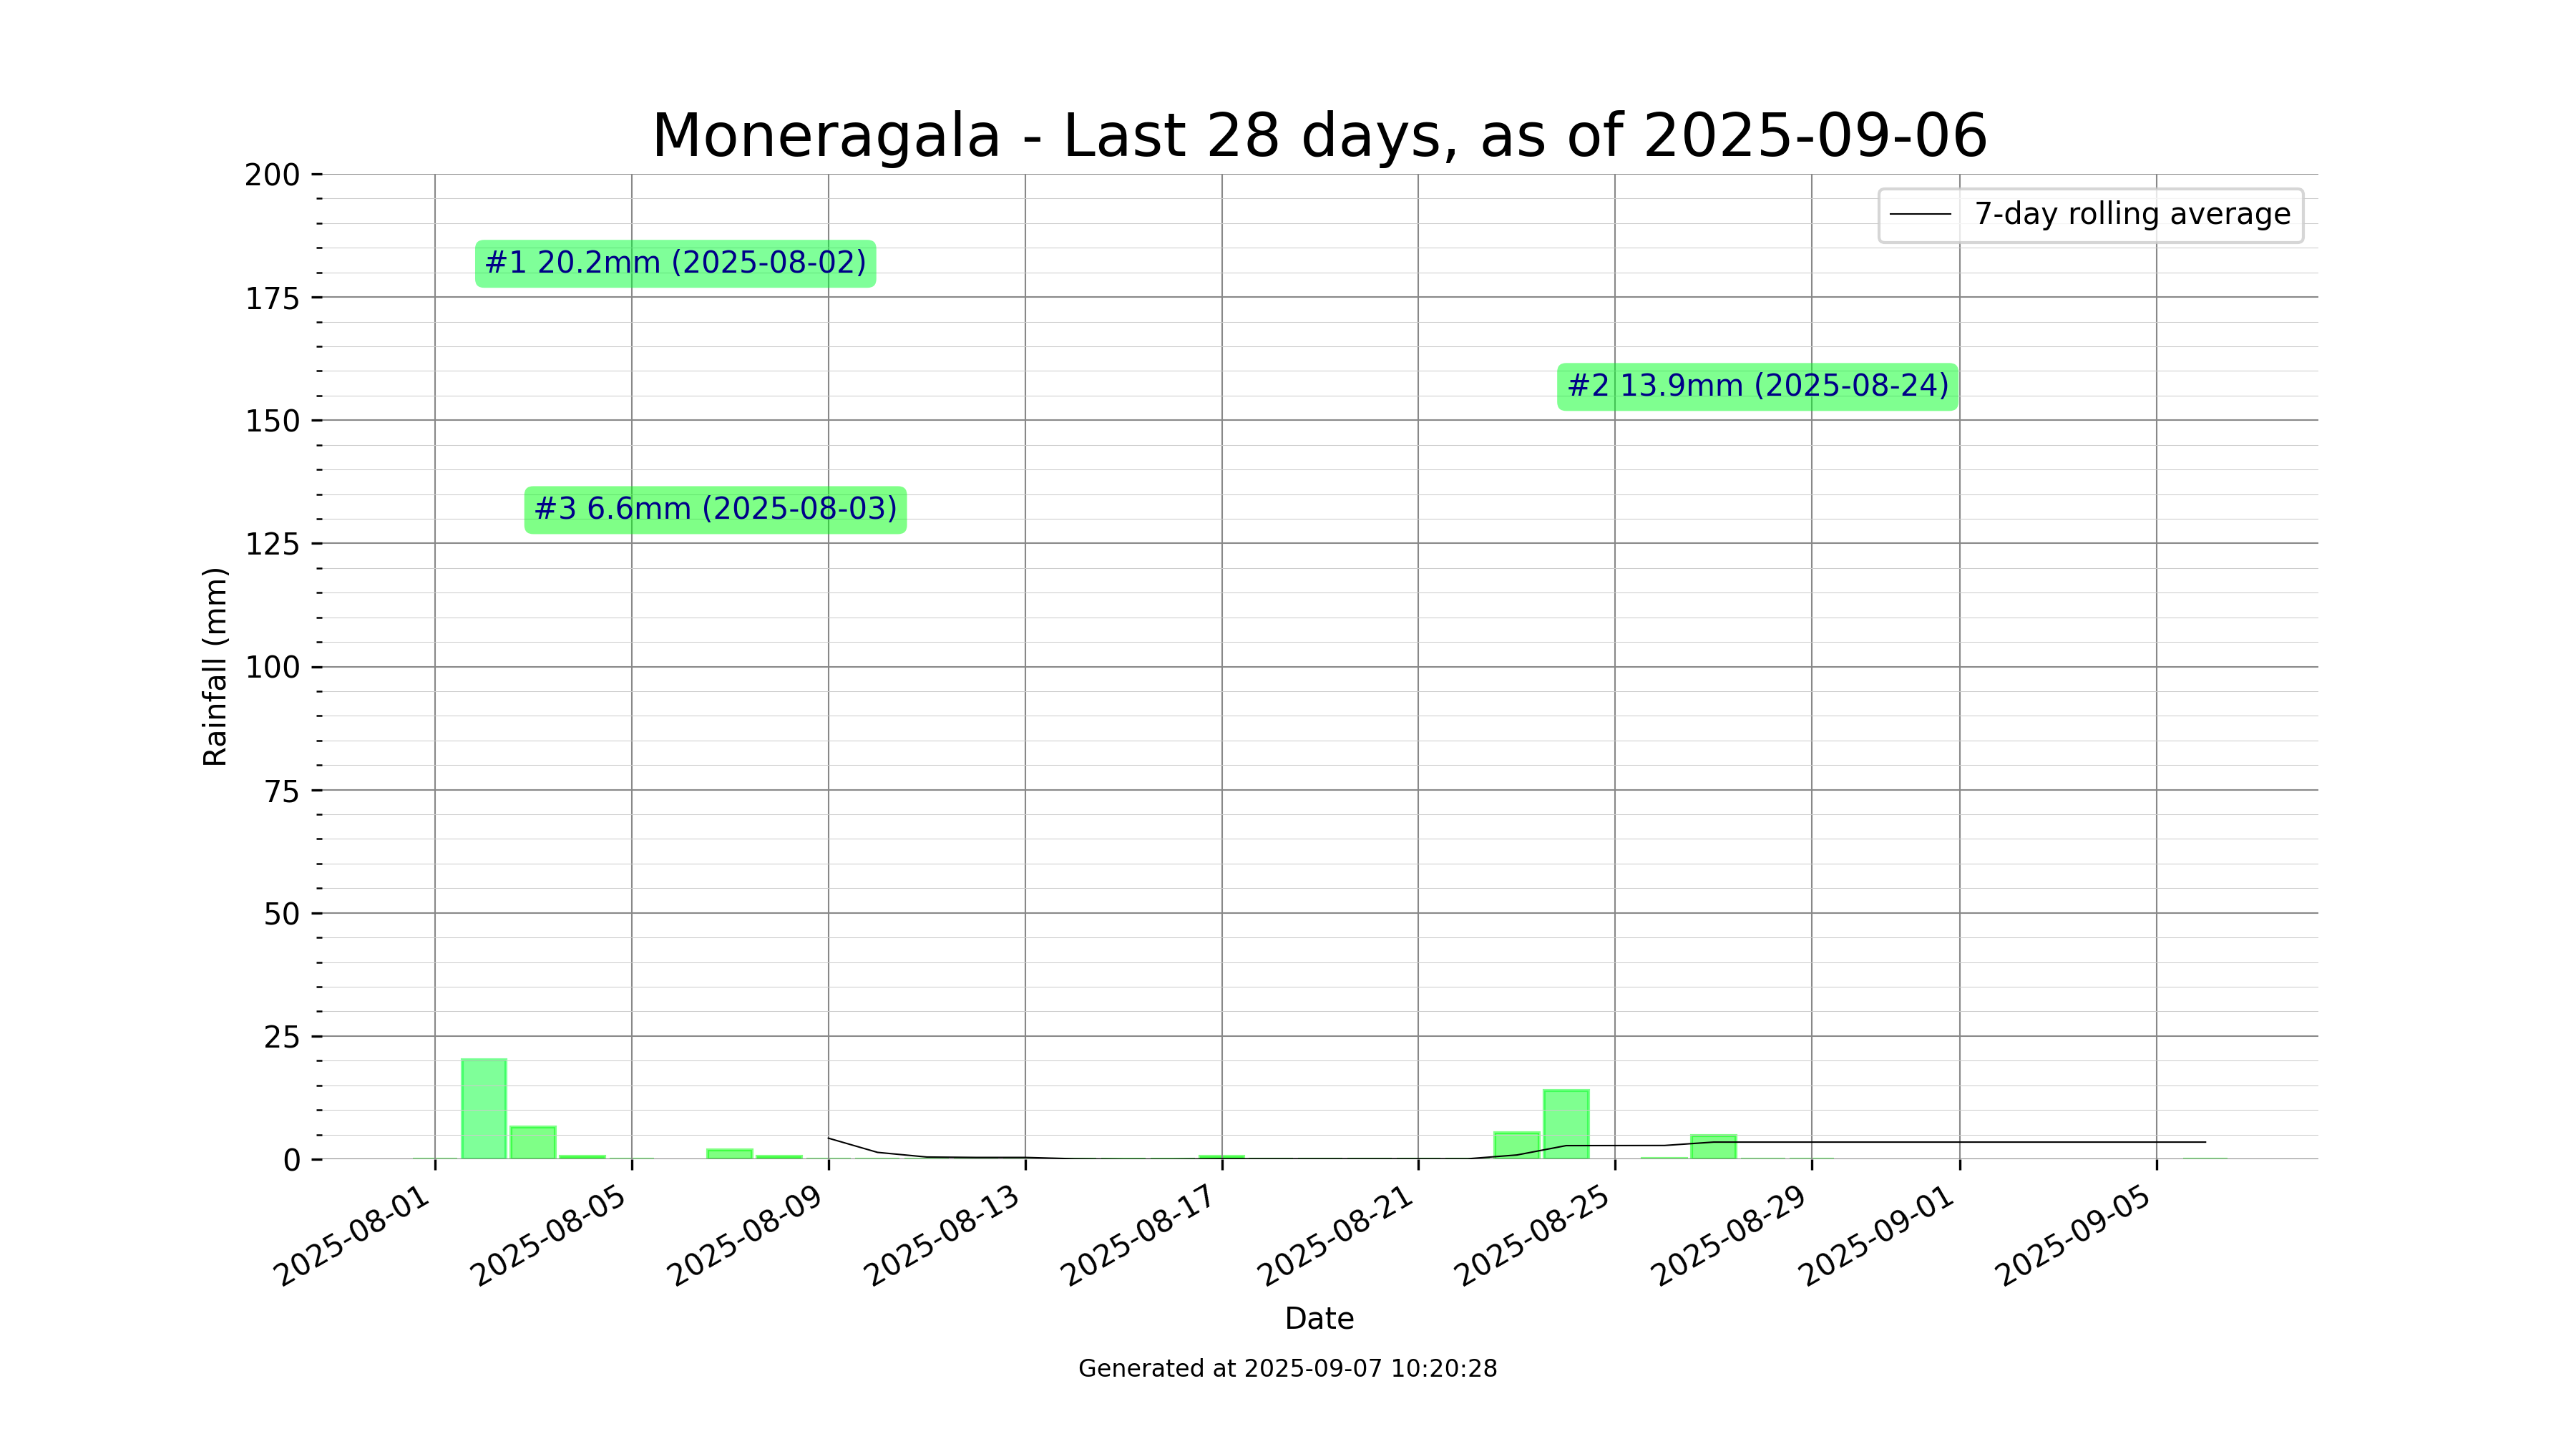 Moneragala - Last 28 days, as of 2025-09-06
200
7-day rolling average
#1 20.2mm (2025-08-02)
175
#2 13.9mm (2025-08-24)
150
#3 6.6mm (2025-08-03)
125
Rainfall (mm)
100
75
50
25
0
2025-08-01
2025-08-05
2025-08-09
2025-08-13
2025-08-17
2025-08-21
2025-08-25
2025-08-29
2025-09-01
2025-09-05
Date
Generated at 2025-09-07 10:20:28